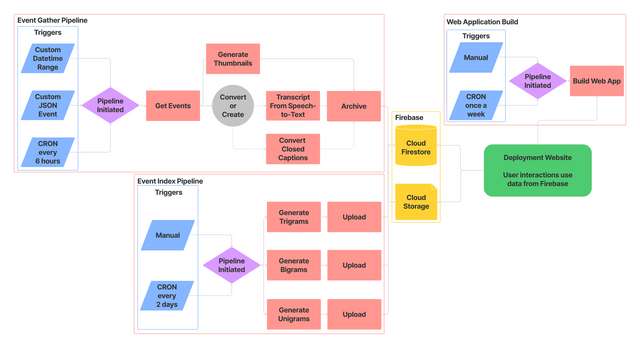 Event Gather Pipeline
Triggers
Custom
Datetime
Range
Custom
JSON
Event
CRON
every
6 hours
Pipeline
Initiated
Get Events
Generate
Thumbnails
Convert
or
Create
Transcript
From Speech-
to-Text
Convert
Closed
Captions
Archive
Event Index Pipeline
Triggers
Manual
CRON
every
2 days
Pipeline
Initiated
Generate
Trigrams
Upload
Generate
Bigrams
Upload
Generate
Unigrams
Upload
Firebase
Cloud
Firestore
Cloud
Storage
Web Application Build
Triggers
Manual
CRON
once a
week
Pipeline
Initiated
Build Web App
Deployment Website
User interactions use
data from Firebase